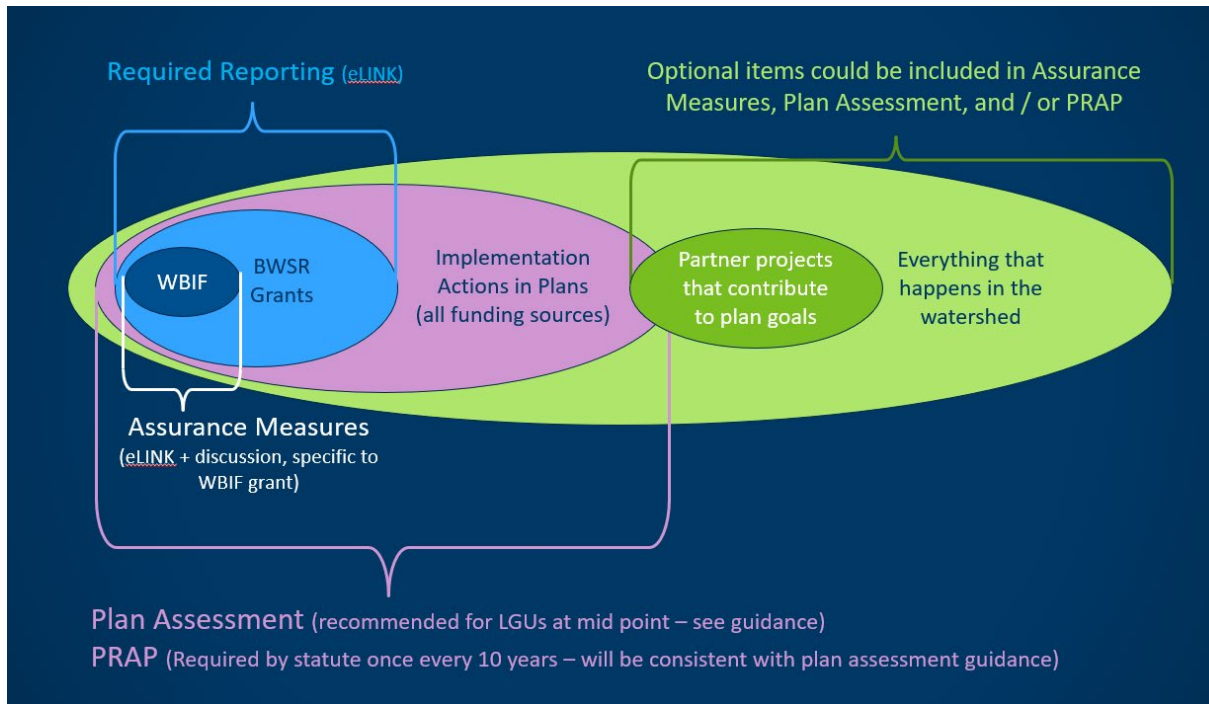 Required Reporting (eLINK)
Optional items could be included in Assurance
Measures, Plan Assessment, and / or PRAP
WBIF
BWSR
Grants
Implementation
Actions in Plans
(all funding sources)
Partner projects
that contribute
to plan goals
Everything that
happens in the
watershed
Assurance Measures
(eLINK + discussion, specific to
WBIF grant)
Plan Assessment (recommended for LGUs at mid point – see guidance)
PRAP (Required by statute once every 10 years – will be consistent with plan assessment guidance)